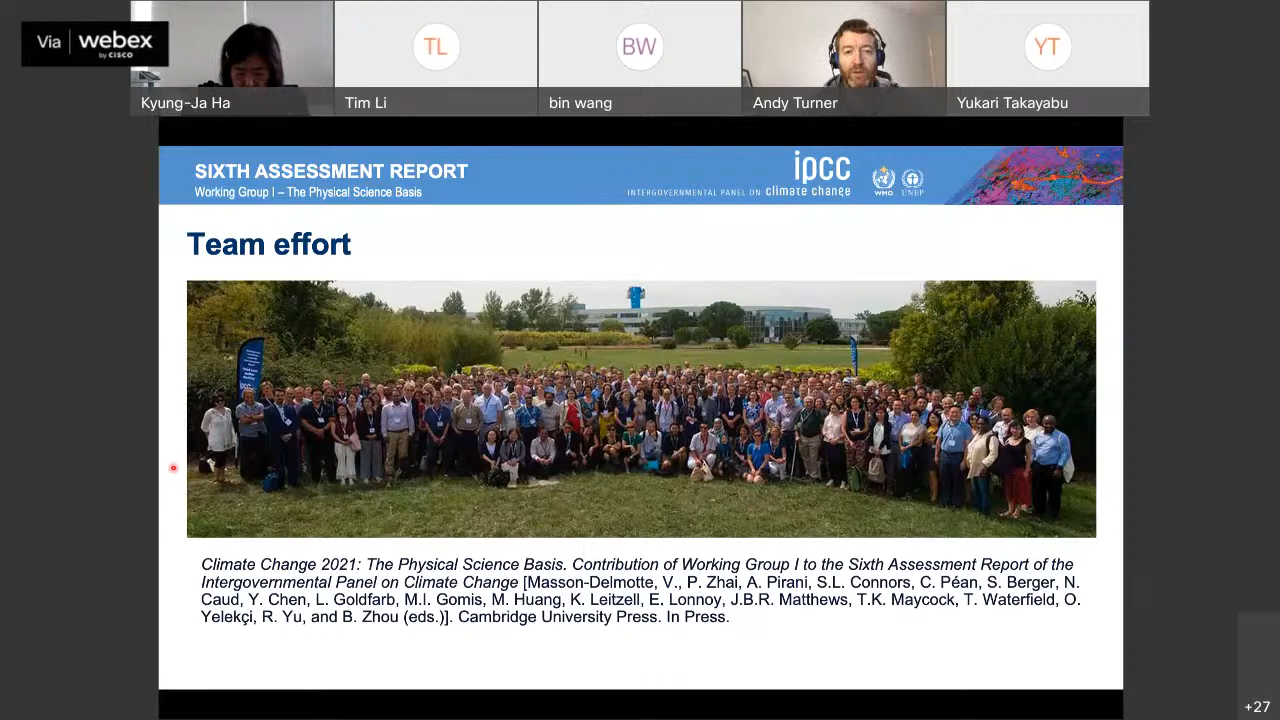 Via webex
by CISCO
TL
BW
YT
Kyung-Ja Ha
Tim Li
bin wang
Andy Turner
Yukari Takayabu
SIXTH ASSESSMENT REPORT
Working Group I – The Physical Science Basis
ipcc
INTERGOVERNMENTAL PANEL ON climate change
WMO
UNEP
Team effort
ipcc
Climate Change 2021: The Physical Science Basis. Contribution of Working Group I to the Sixth Assessment Report of the
Intergovernmental Panel on Climate Change [Masson-Delmotte, V., P. Zhai, A. Pirani, S.L. Connors, C. Péan, S. Berger, N.
Caud, Y. Chen, L. Goldfarb, M.I. Gomis, M. Huang, K. Leitzell, E. Lonnoy, J.B.R. Matthews, T.K. Maycock, T. Waterfield, O.
Yelekçi, R. Yu, and B. Zhou (eds.)]. Cambridge University Press. In Press.
+27